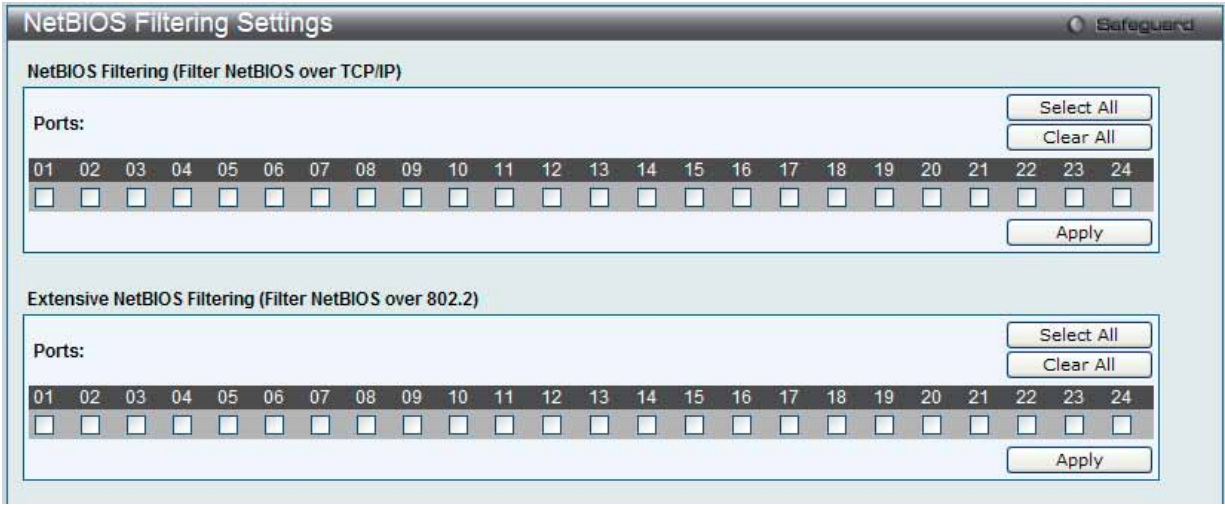 NetBIOS Filtering Settings
Safeguard
NetBIOS Filtering (Filter NetBIOS over TCP/IP)
Select All
Ports:
Clear All
01 02 03 04 05 06 07 08 09 10 11 12 13 14 15 16 17 18 19 20 21 22 23 24
Apply
Extensive NetBIOS Filtering (Filter NetBIOS over 802.2)
Select All
Ports:
Clear All
01 02 03 04 05 06 07 08 09 10 11 12 13 14 15 16 17 18 19 20 21 22 23 24
Apply